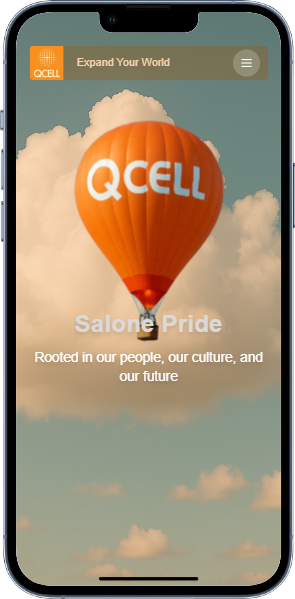 QCELL
Expand Your World
QCELL
Salone Pride
Rooted in our people, our culture, and
our future